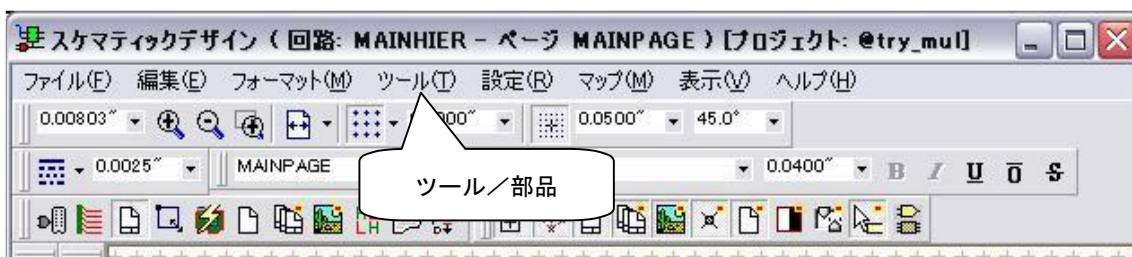 スケマティックデザイン ( 回路: MAINHIER - ページ MAINPAGE ) [プロジェクト: @try_mul]
ファイル(F) 編集(E) フォーマット(M) ツール(T) 設定(R) マップ(M) 表示(V) ヘルプ(H)
0.00803" 0.0500" 45.0°
0.0025" MAINPAGE 0.0400" B I U O S
ツール／部品